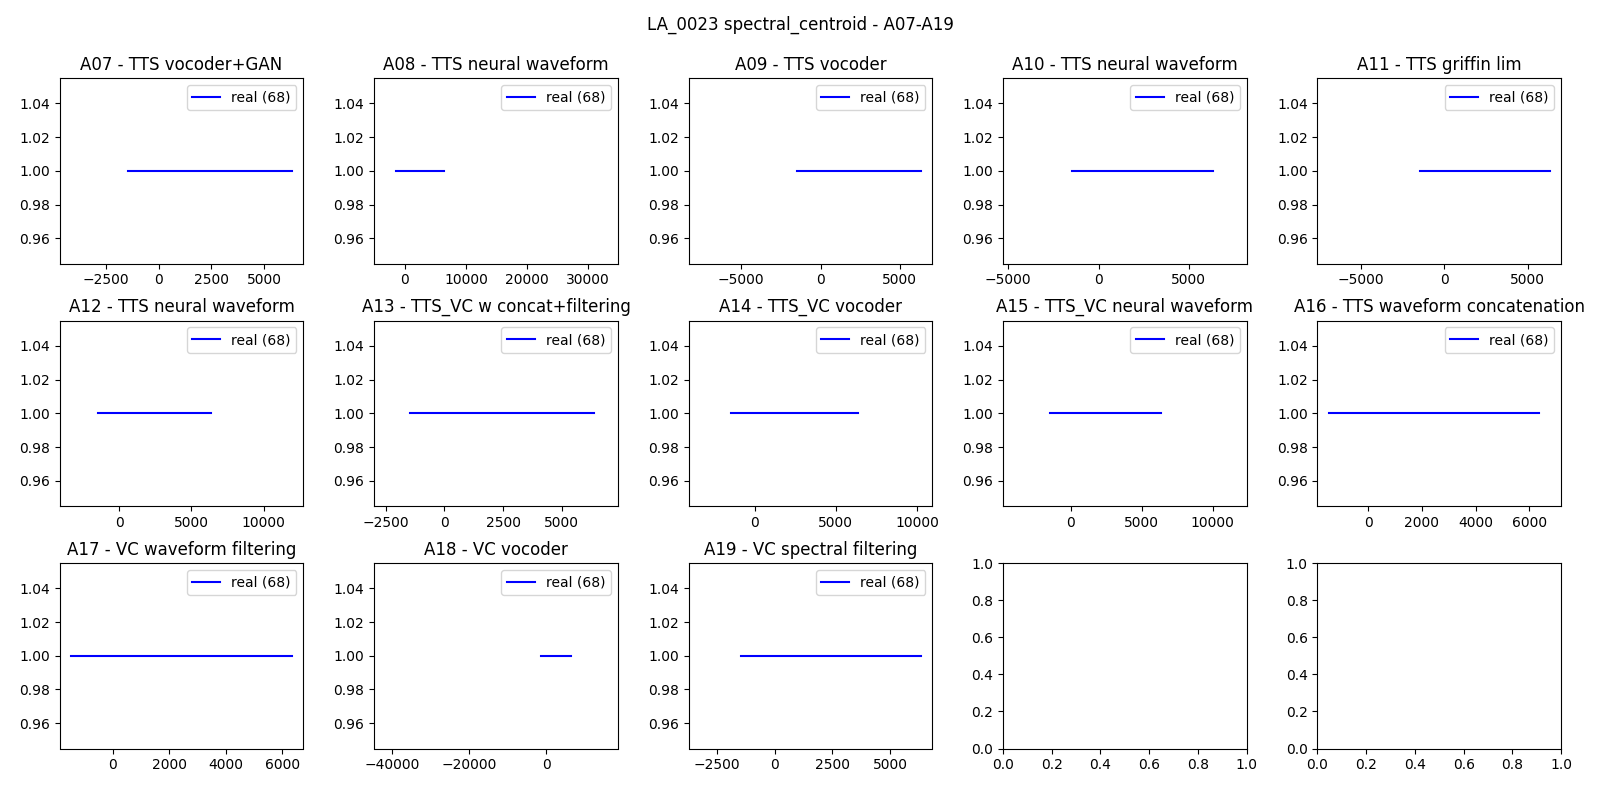 LA_0023 spectral_centroid - A07-A19
A07 - TTS vocoder+GAN
A08 - TTS neural waveform
A09 - TTS vocoder
A10 - TTS neural waveform
A11 - TTS griffin lim
real (68)
real (68)
real (68)
real (68)
real (68)
1.04
1.02
1.00
0.98
0.96
1.04
1.02
1.00
0.98
0.96
1.04
1.02
1.00
0.98
0.96
1.04
1.02
1.00
0.98
0.96
1.04
1.02
1.00
0.98
0.96
−2500 0 2500 5000
0 10000 20000 30000
−5000 0 5000
−5000 0 5000
−5000 0 5000
A12 - TTS neural waveform
A13 - TTS_VC w concat+filtering
A14 - TTS_VC vocoder
A15 - TTS_VC neural waveform
A16 - TTS waveform concatenation
real (68)
real (68)
real (68)
real (68)
real (68)
1.04
1.02
1.00
0.98
0.96
1.04
1.02
1.00
0.98
0.96
1.04
1.02
1.00
0.98
0.96
1.04
1.02
1.00
0.98
0.96
1.04
1.02
1.00
0.98
0.96
0 5000 10000
−2500 0 2500 5000
0 5000 10000
0 5000 10000
0 2000 4000 6000
A17 - VC waveform filtering
A18 - VC vocoder
A19 - VC spectral filtering
real (68)
real (68)
real (68)
1.04
1.02
1.00
0.98
0.96
1.04
1.02
1.00
0.98
0.96
1.04
1.02
1.00
0.98
0.96
1.0
0.8
0.6
0.4
0.2
0.0
1.0
0.8
0.6
0.4
0.2
0.0
0 2000 4000 6000
−40000 −20000 0
−2500 0 2500 5000
0.0 0.2 0.4 0.6 0.8 1.0
0.0 0.2 0.4 0.6 0.8 1.0